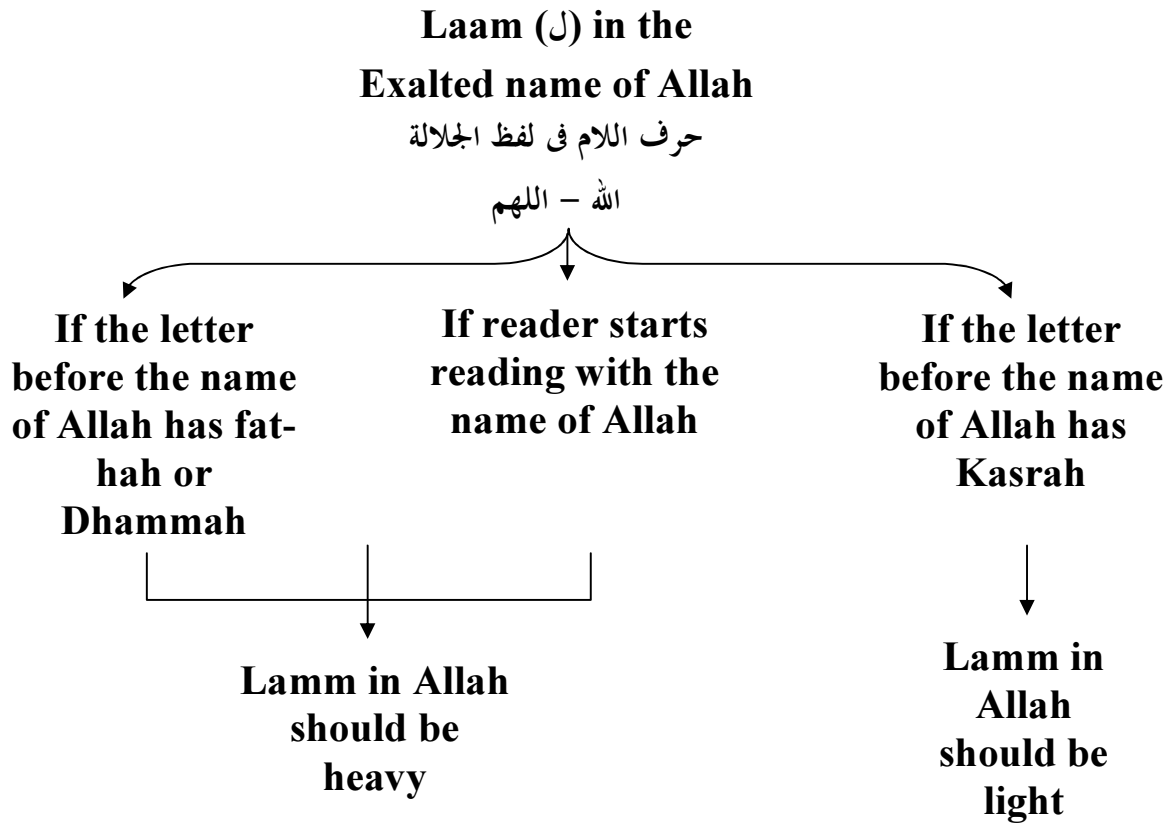 Laam (ل) in the
Exalted name of Allah
حرف اللام فى لفظ الجلالة
الله – اللهم
If the letter
before the name
of Allah has fat-
hah or
Dhammah
If reader starts
reading with the
name of Allah
If the letter
before the name
of Allah has
Kasrah
Lamm in Allah
should be
heavy
Lamm in
Allah
should be
light